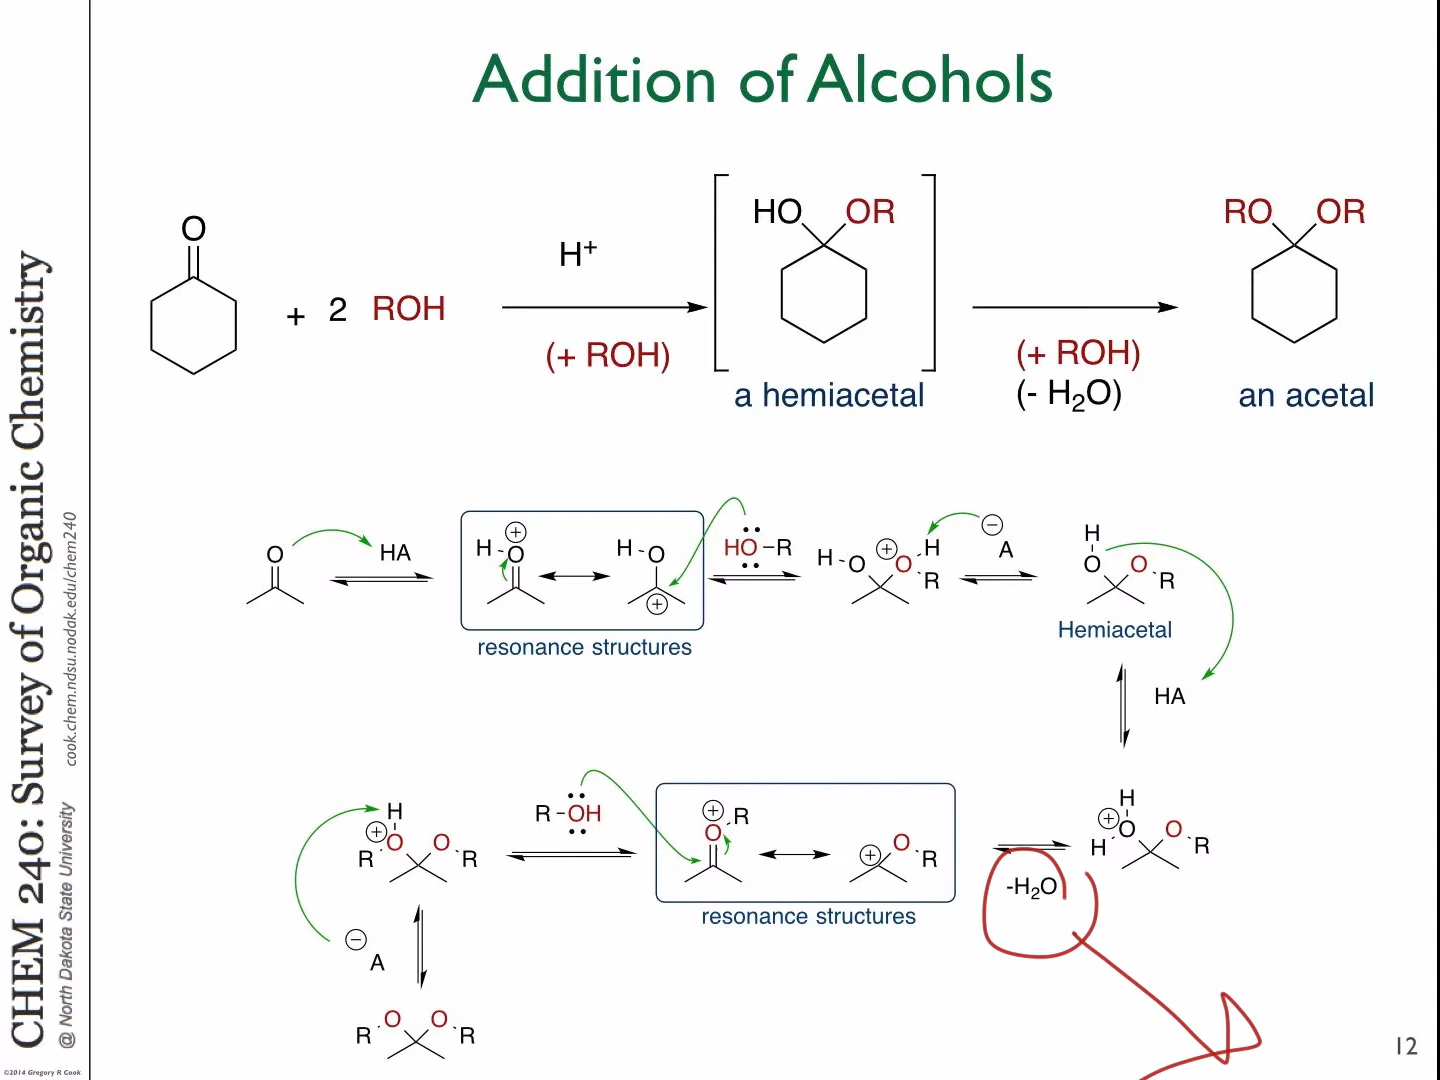 Addition of Alcohols
O
+ 2 ROH
H+
(+ ROH)
HO OR
a hemiacetal
(+ ROH)
(- H2O)
RO OR
an acetal
O
HA
H-O
+
H-O
+
resonance structures
HO-R
H-O + O H R
− A
H
O O R
Hemiacetal
HA
H
+ O O R
H
-H2O
+ R
O
+ O R
resonance structures
R-OH
H
+ O O
R R
− A
R O O R
CHEM 240: Survey of Organic Chemistry
@ North Dakota State University cook.chem.ndsu.nodak.edu/chem240
©2014 Gregory R Cook
12